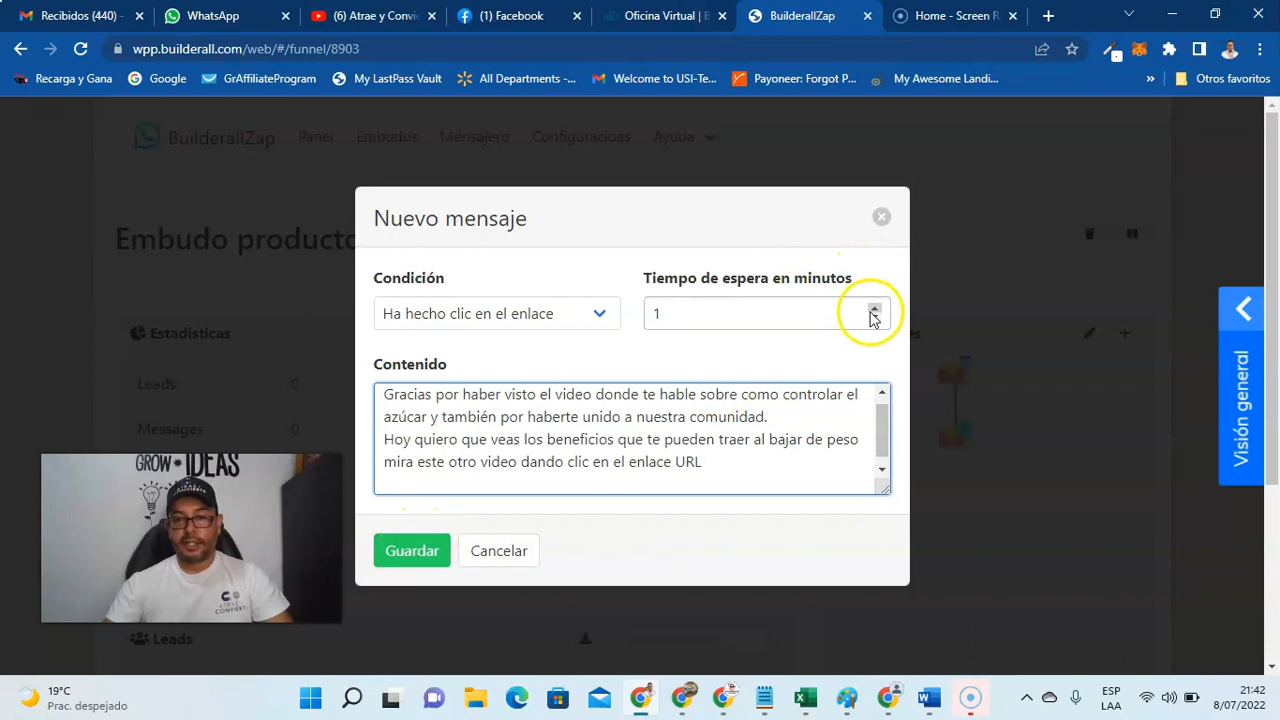 Recibidos (440)
WhatsApp
(6) Atrae y Convie
(1) Facebook
Oficina Virtual | B
BuilderallZap
Home - Screen R
wpp.builderall.com/web/#/funnel/8903
Recarga y Gana
Google
GrAffiliateProgram
My LastPass Vault
All Departments -...
Welcome to USI-Te...
Payoneer: Forgot P...
My Awesome Landi...
»
Otros favoritos
BuilderallZap
Panel
Embudos
Mensajero
Configuraciones
Ayuda
Embudo producto
Estadísticas
Leads 0
Messages 0
Leads
Nuevo mensaje
Condición
Tiempo de espera en minutos
Ha hecho clic en el enlace
1
Contenido
Gracias por haber visto el video donde te hable sobre como controlar el
azúcar y también por haberte unido a nuestra comunidad.
Hoy quiero que veas los beneficios que te pueden traer al bajar de peso
mira este otro video dando clic en el enlace URL
Guardar
Cancelar
Visión general
GROW IDEAS
ATRAE Y
CONVIERTE
19°C
Prac. despejado
ESP
LAA
21:42
8/07/2022